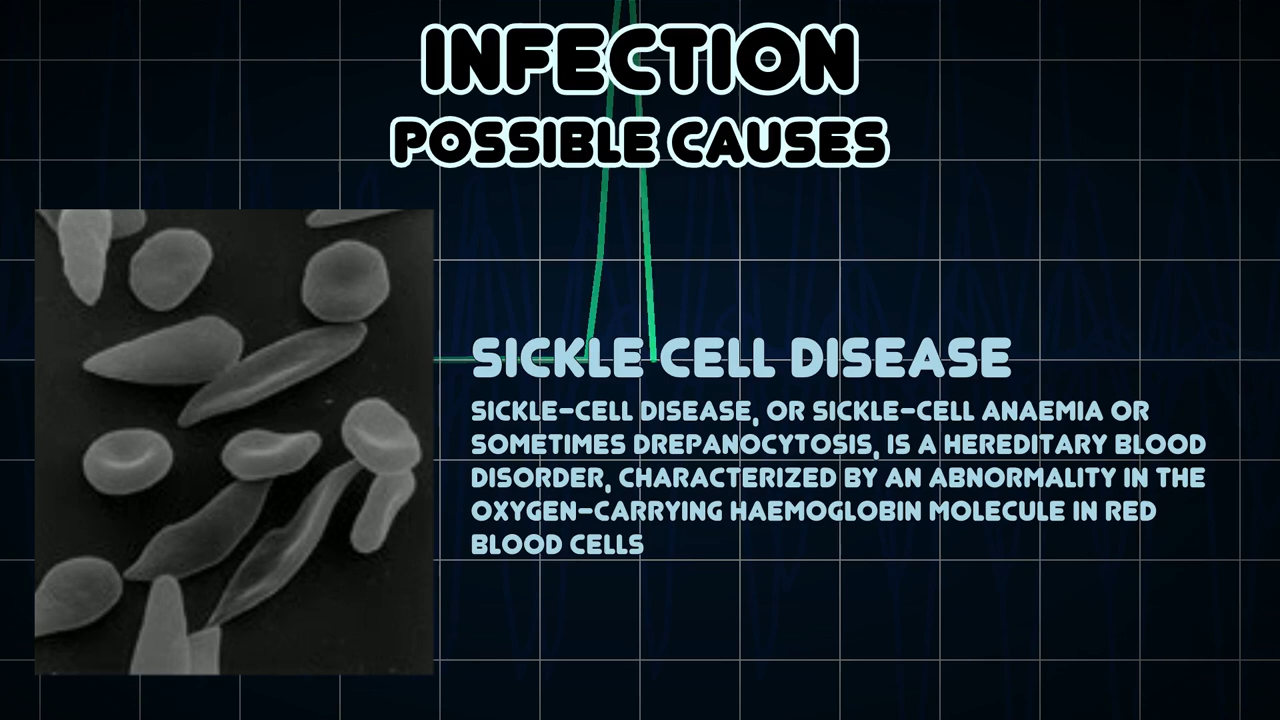 INFECTION
POSSIBLE CAUSES
SICKLE CELL DISEASE
SICKLE-CELL DISEASE, OR SICKLE-CELL ANAEMIA OR
SOMETIMES DREPANOCYTOSIS, IS A HEREDITARY BLOOD
DISORDER, CHARACTERIZED BY AN ABNORMALITY IN THE
OXYGEN-CARRYING HAEMOGLOBIN MOLECULE IN RED
BLOOD CELLS